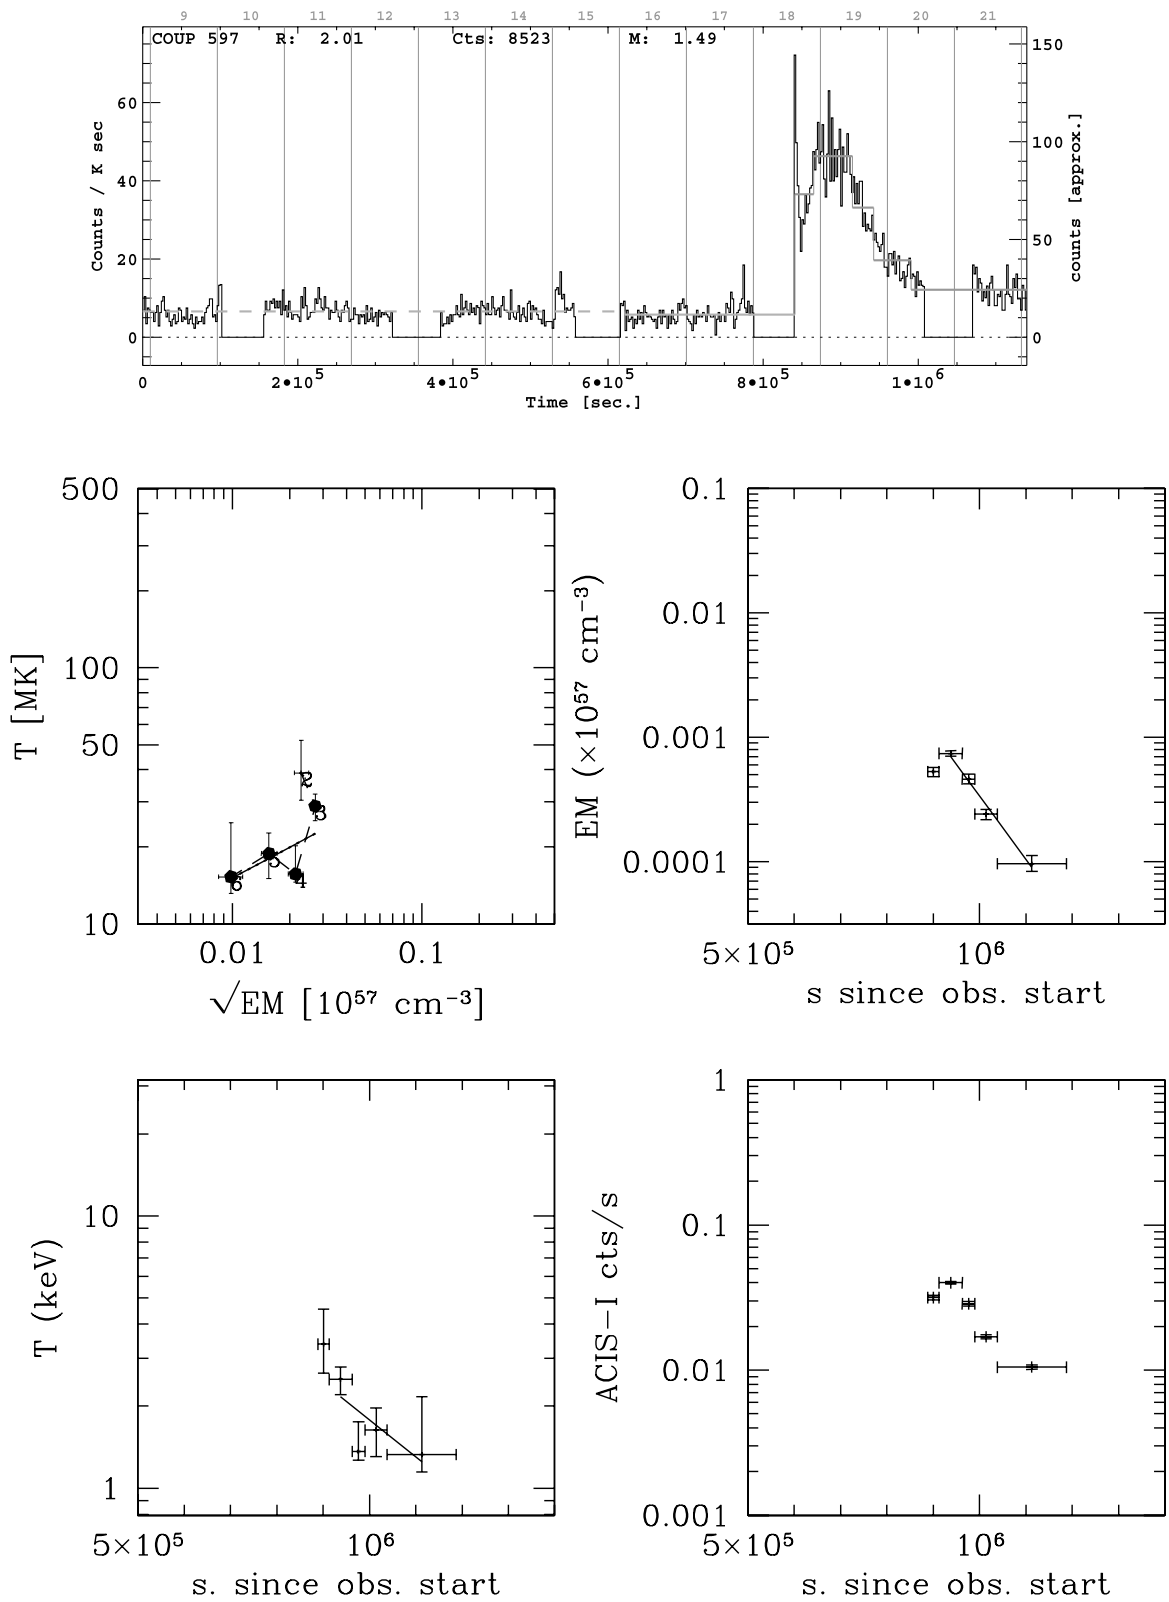 9 10 11 12 13 14 15 16 17 18 19 20 21
COUP 597 R: 2.01 Cts: 8523 M: 1.49
Counts / K sec
60
40
20
0
150
100
50
0
counts [approx.]
0 2•10⁵ 4•10⁵ 6•10⁵ 8•10⁵ 1•10⁶
Time [sec.]
T [MK]
500
100
50
10
2
3
5
4
6
0.01 0.1
√EM [10⁵⁷ cm⁻³]
EM (×10⁵⁷ cm⁻³)
0.1
0.01
0.001
0.0001
5×10⁵ 10⁶
s since obs. start
T (keV)
10
1
5×10⁵ 10⁶
s. since obs. start
ACIS−I cts/s
1
0.1
0.01
0.001
5×10⁵ 10⁶
s. since obs. start